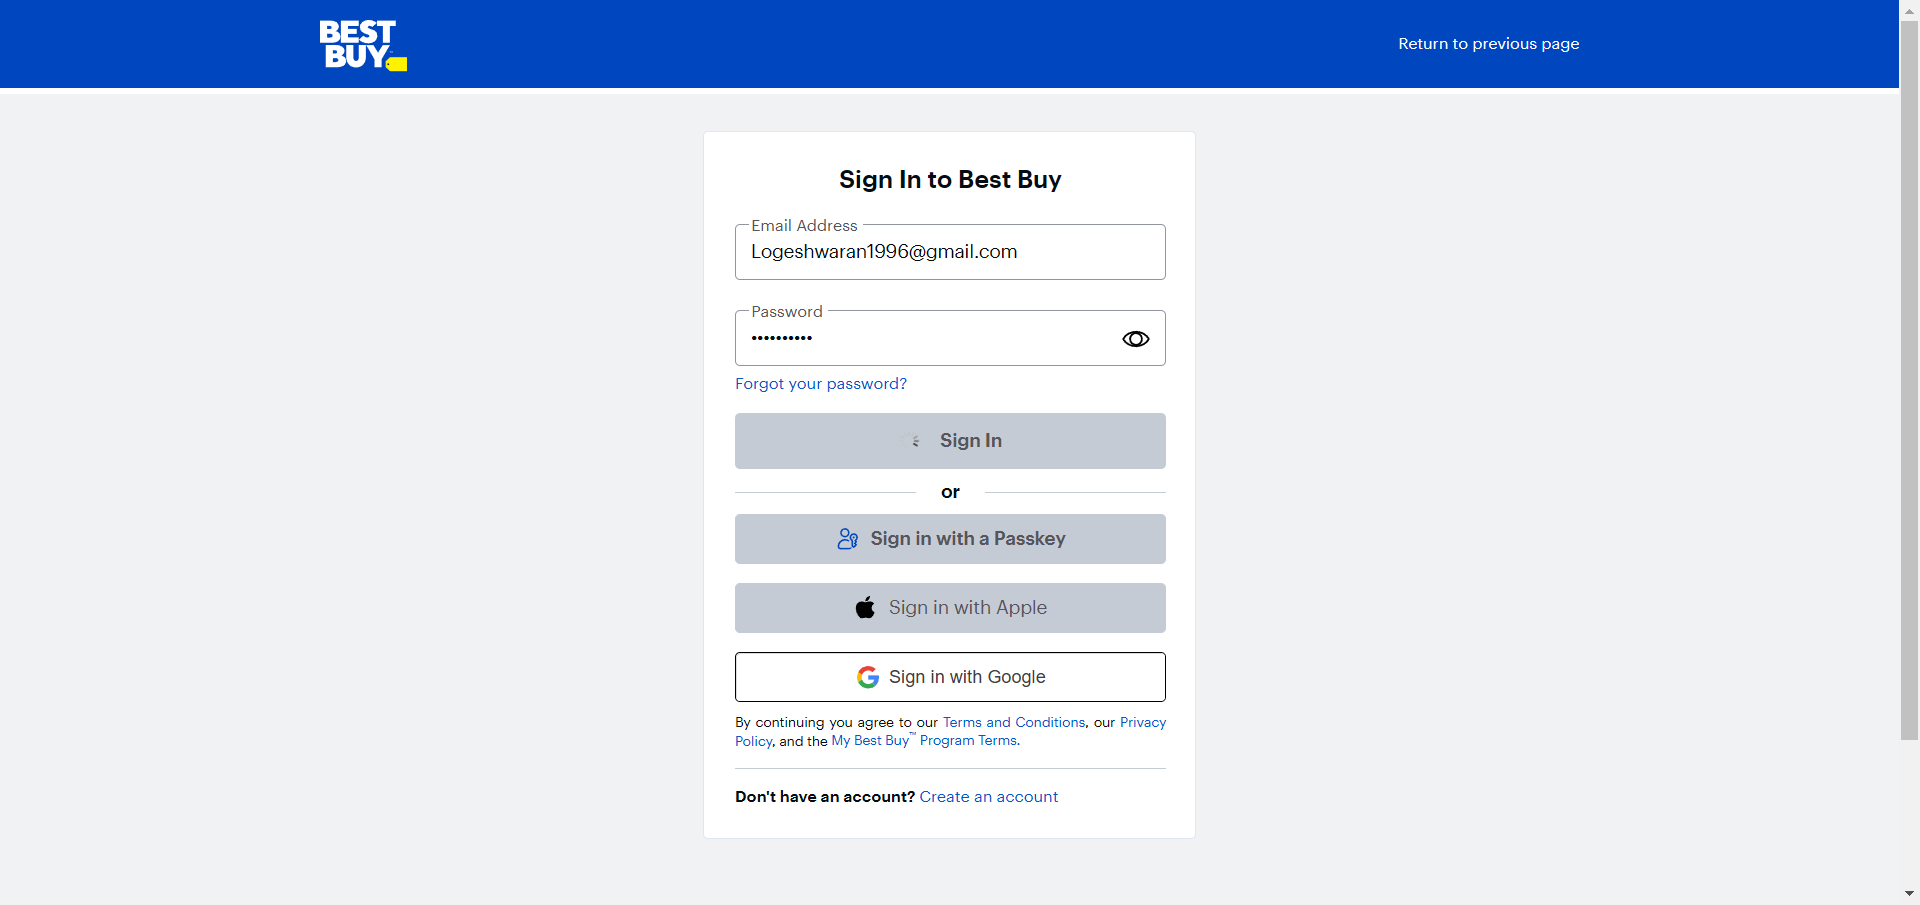 BEST
BUY
Return to previous page
Sign In to Best Buy
Email Address
Logeshwaran1996@gmail.com
Password
••••••••••
Forgot your password?
Sign In
or
Sign in with a Passkey
Sign in with Apple
Sign in with Google
By continuing you agree to our Terms and Conditions, our Privacy
Policy, and the My Best Buy™ Program Terms.
Don't have an account? Create an account